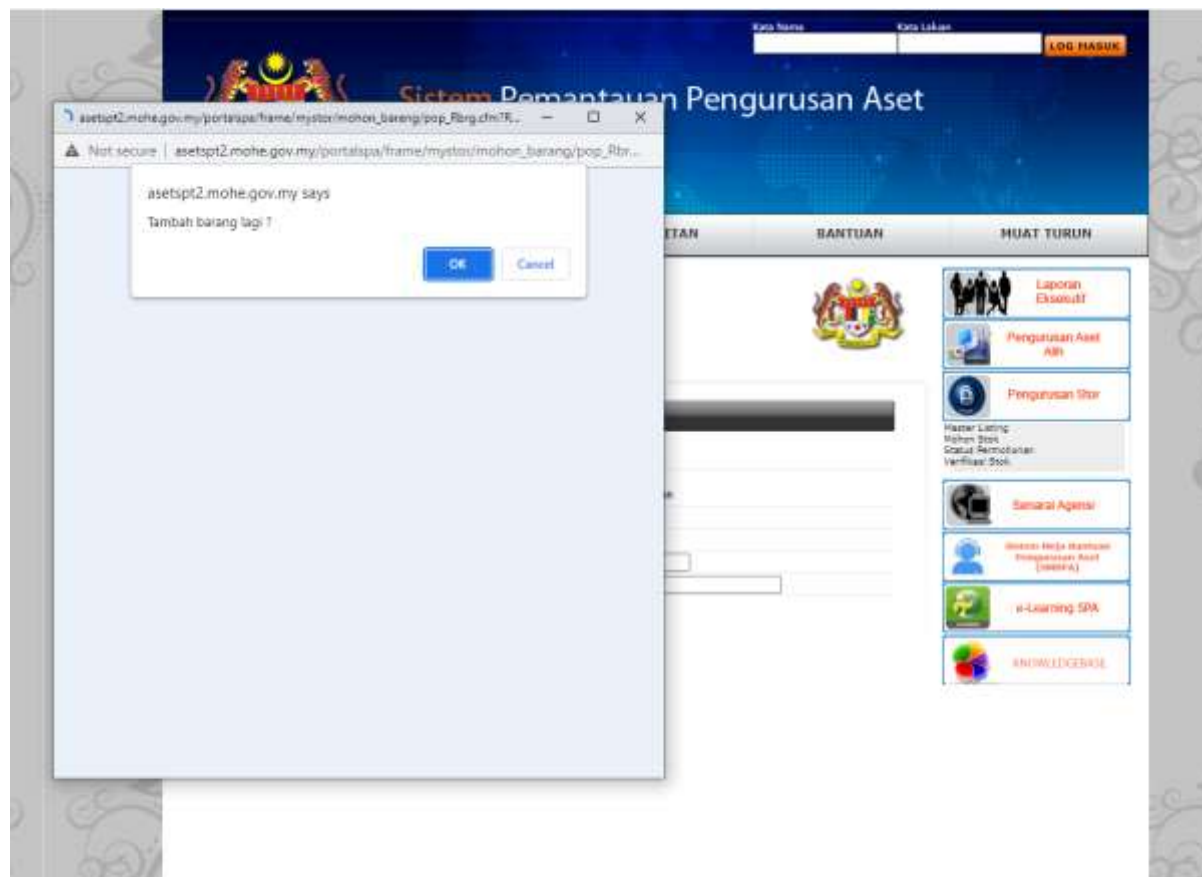 Kata Nama
Kata Laluan
LOG MASUK
Sistem Pemantauan Pengurusan Aset
asetspt2.mohe.gov.my/portalspa/frame/mystor/mohon_barang/pop_Rbrg.cfm?R...
Not secure | asetspt2.mohe.gov.my/portalspa/frame/mystor/mohon_barang/pop_Rbr...
asetspt2.mohe.gov.my says
Tambah barang lagi ?
OK
Cancel
BANTUAN
MUAT TURUN
Laporan
Eksekutif
Pengurusan Aset
Alih
Pengurusan Stor
Master Listing
Mohon Stok
Status Permohonan
Verifikasi Stok
Senarai Agensi
Pengurusan Aset
e-Learning SPA
KNOWLEDGEBASE